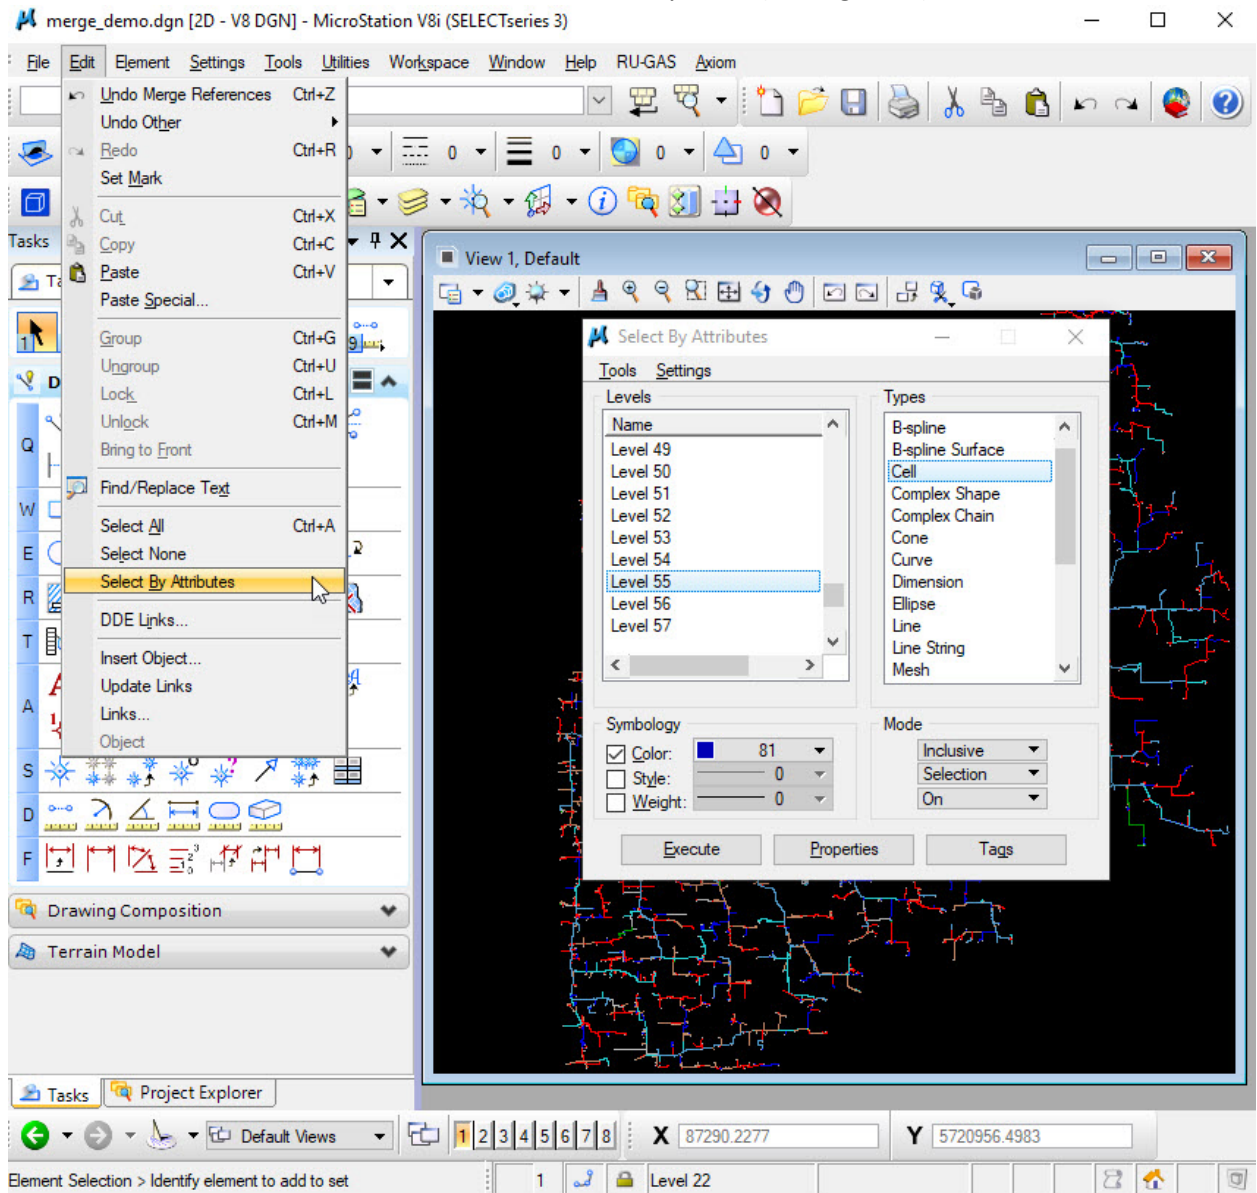 merge_demo.dgn [2D - V8 DGN] - MicroStation V8i (SELECTseries 3)
File Edit Element Settings Tools Utilities Workspace Window Help RU-GAS Axiom
Undo Merge References Ctrl+Z
Undo Other
Redo Ctrl+R
Set Mark
Cut Ctrl+X
Copy Ctrl+C
Paste Ctrl+V
Paste Special...
Group Ctrl+G
Ungroup Ctrl+U
Lock Ctrl+L
Unlock Ctrl+M
Bring to Front
Find/Replace Text
Select All Ctrl+A
Select None
Select By Attributes
DDE Links...
Insert Object...
Update Links
Links...
Object
0 0 0 0
Tasks
Ta
1
9
D
Q
W
E
R
T
A
S
D
F
Drawing Composition
Terrain Model
Tasks Project Explorer
View 1, Default
Select By Attributes
Tools Settings
Levels
Name
Level 49
Level 50
Level 51
Level 52
Level 53
Level 54
Level 55
Level 56
Level 57
Types
B-spline
B-spline Surface
Cell
Complex Shape
Complex Chain
Cone
Curve
Dimension
Ellipse
Line
Line String
Mesh
Symbology
Color: 81
Style: 0
Weight: 0
Mode
Inclusive
Selection
On
Execute Properties Tags
Default Views 1 2 3 4 5 6 7 8 X 87290.2277 Y 5720956.4983
Element Selection > Identify element to add to set 1 Level 22